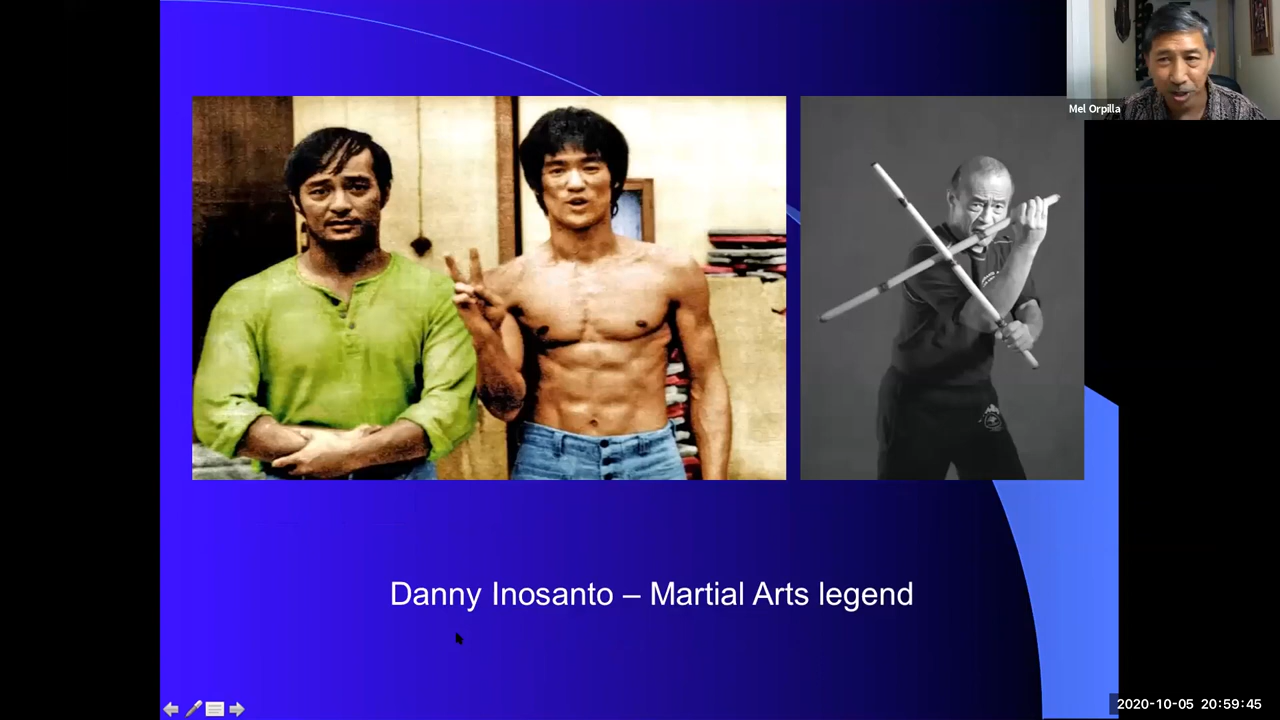 Mel Orpilla
Danny Inosanto – Martial Arts legend
2020-10-05 20:59:45